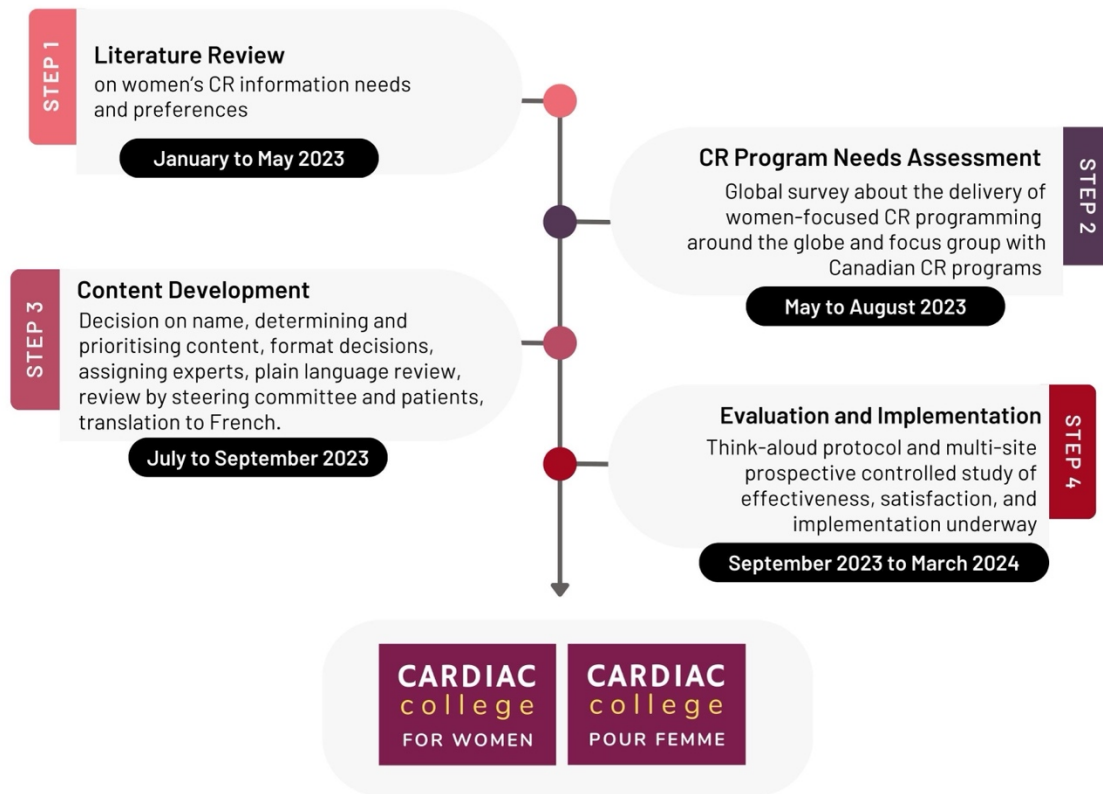 STEP 1
Literature Review
on women's CR information needs
and preferences
January to May 2023
STEP 2
CR Program Needs Assessment
Global survey about the delivery of
women-focused CR programming
around the globe and focus group with
Canadian CR programs
May to August 2023
STEP 3
Content Development
Decision on name, determining and
prioritising content, format decisions,
assigning experts, plain language review,
review by steering committee and patients,
translation to French.
July to September 2023
STEP 4
Evaluation and Implementation
Think-aloud protocol and multi-site
prospective controlled study of
effectiveness, satisfaction, and
implementation underway
September 2023 to March 2024
CARDIAC
college
FOR WOMEN
CARDIAC
college
POUR FEMME